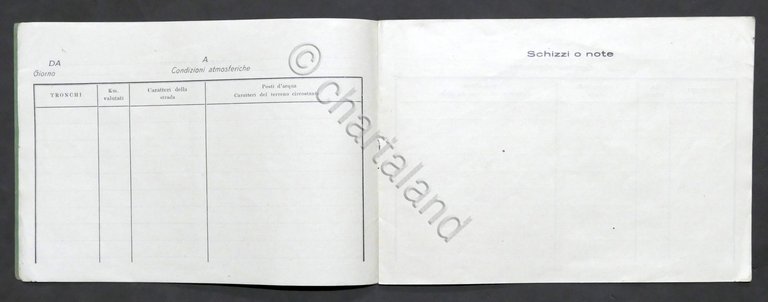 DA A
Giorno Condizioni atmosferiche
TRONCHI
Km.
valutati
Caratteri della
strada
Posti d'acqua
Caratteri del terreno circostante
Schizzi o note
© chartaland